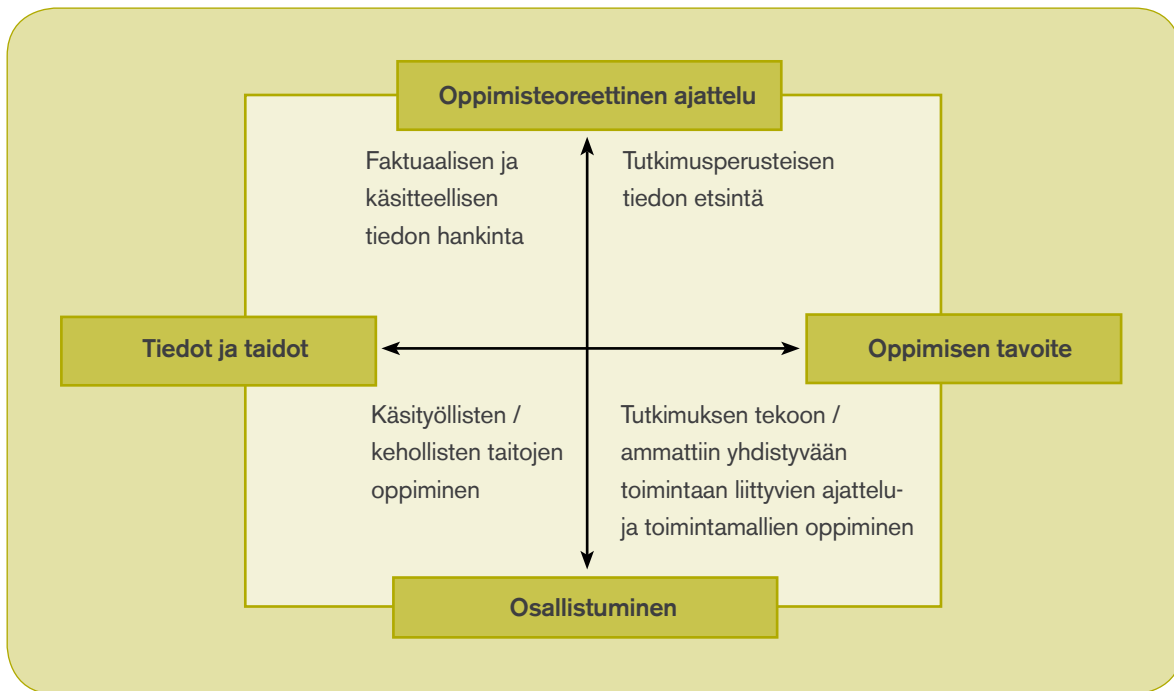 Oppimisteoreettinen ajattelu
Faktuaalisen ja
käsitteellisen
tiedon hankinta
Tutkimusperusteisen
tiedon etsintä
Tiedot ja taidot
Oppimisen tavoite
Käsityöllisten /
kehollisten taitojen
oppiminen
Tutkimuksen tekoon /
ammattiin yhdistyvään
toimintaan liittyvien ajattelu-
ja toimintamallien oppiminen
Osallistuminen